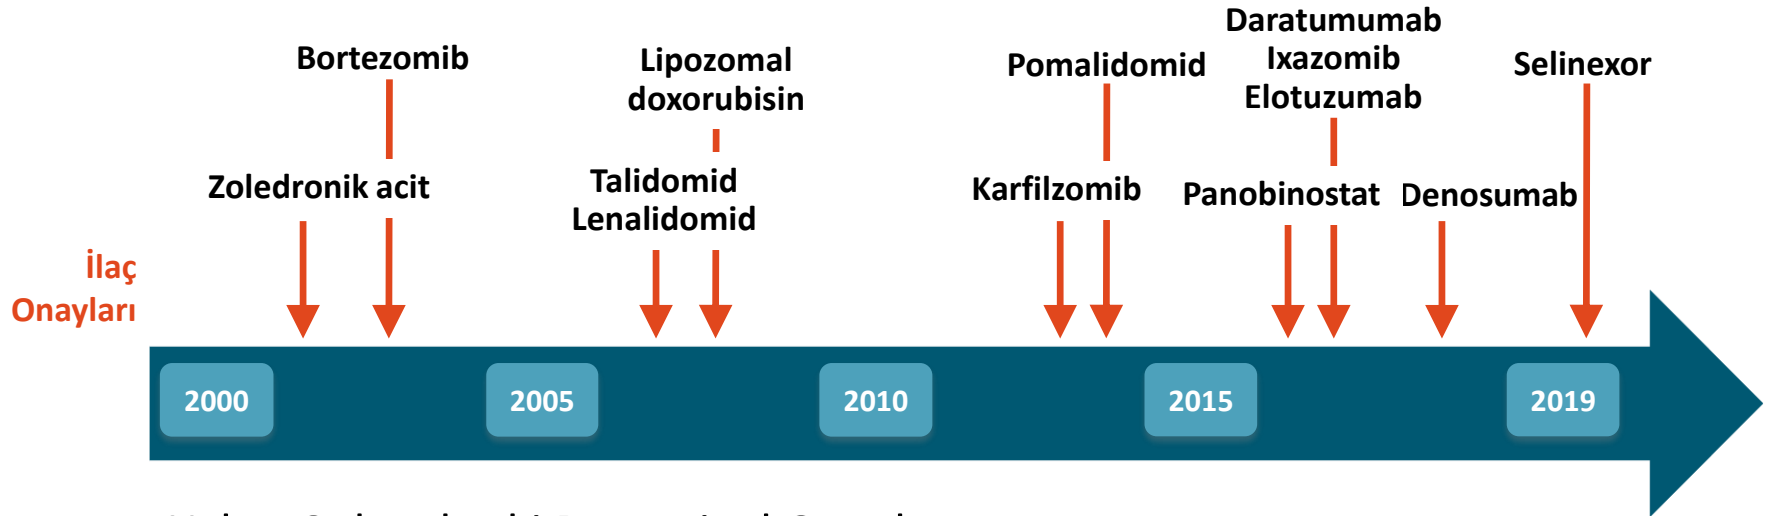 Daratumumab
Bortezomib
Lipozomal
doxorubisin
Pomalidomid
Ixazomib
Elotuzumab
Selinexor
Zoledronik acit
Talidomid
Lenalidomid
Karfilzomib
Panobinostat
Denosumab
İlaç
Onayları
2000
2005
2010
2015
2019